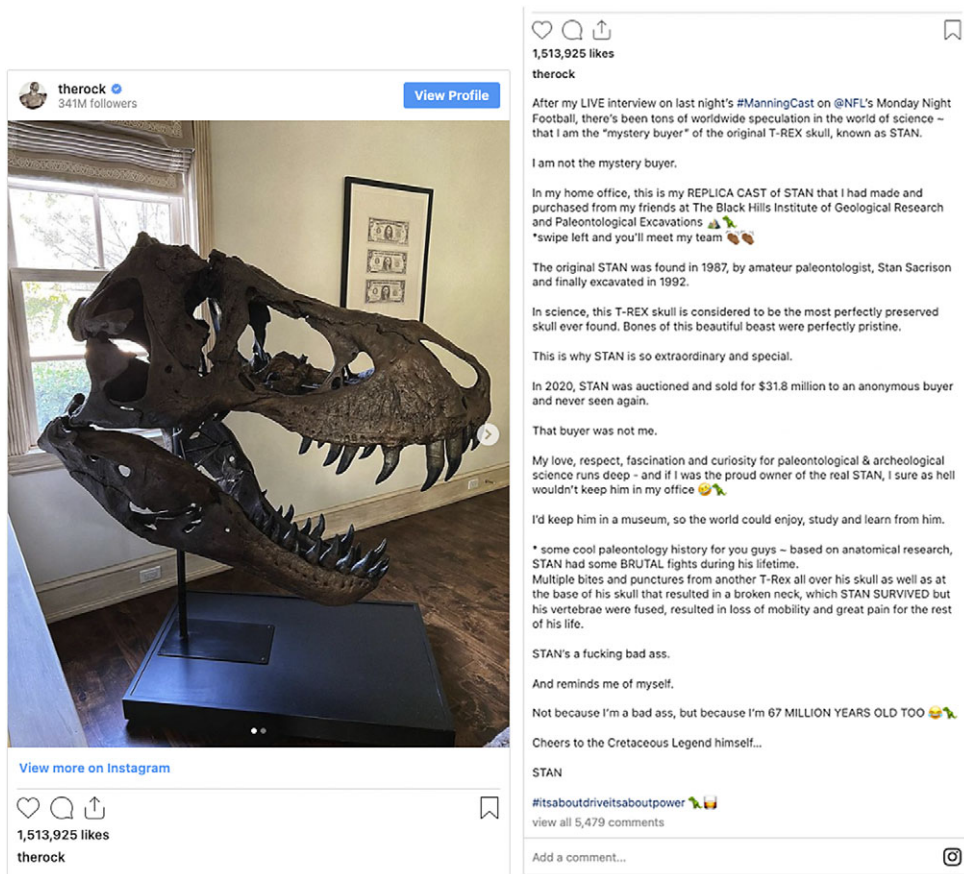 therock
341M followers
View Profile
View more on Instagram
1,513,925 likes
therock
1,513,925 likes
therock
After my LIVE interview on last night's #ManningCast on @NFL's Monday Night
Football, there's been tons of worldwide speculation in the world of science ~
that I am the "mystery buyer" of the original T-REX skull, known as STAN.
I am not the mystery buyer.
In my home office, this is my REPLICA CAST of STAN that I had made and
purchased from my friends at The Black Hills Institute of Geological Research
and Paleontological Excavations ⛰️🦖
*swipe left and you'll meet my team 👏🏾👏🏾
The original STAN was found in 1987, by amateur paleontologist, Stan Sacrison
and finally excavated in 1992.
In science, this T-REX skull is considered to be the most perfectly preserved
skull ever found. Bones of this beautiful beast were perfectly pristine.
This is why STAN is so extraordinary and special.
In 2020, STAN was auctioned and sold for $31.8 million to an anonymous buyer
and never seen again.
That buyer was not me.
My love, respect, fascination and curiosity for paleontological & archeological
science runs deep - and if I was the proud owner of the real STAN, I sure as hell
wouldn't keep him in my office 🤣🦖
I'd keep him in a museum, so the world could enjoy, study and learn from him.
* some cool paleontology history for you guys ~ based on anatomical research,
STAN had some BRUTAL fights during his lifetime.
Multiple bites and punctures from another T-Rex all over his skull as well as at
the base of his skull that resulted in a broken neck, which STAN SURVIVED but
his vertebrae were fused, resulted in loss of mobility and great pain for the rest
of his life.
STAN's a fucking bad ass.
And reminds me of myself.
Not because I'm a bad ass, but because I'm 67 MILLION YEARS OLD TOO 😂🦖
Cheers to the Cretaceous Legend himself...
STAN
#itsaboutdriveitsaboutpower 🦖🥃
view all 5,479 comments
Add a comment...